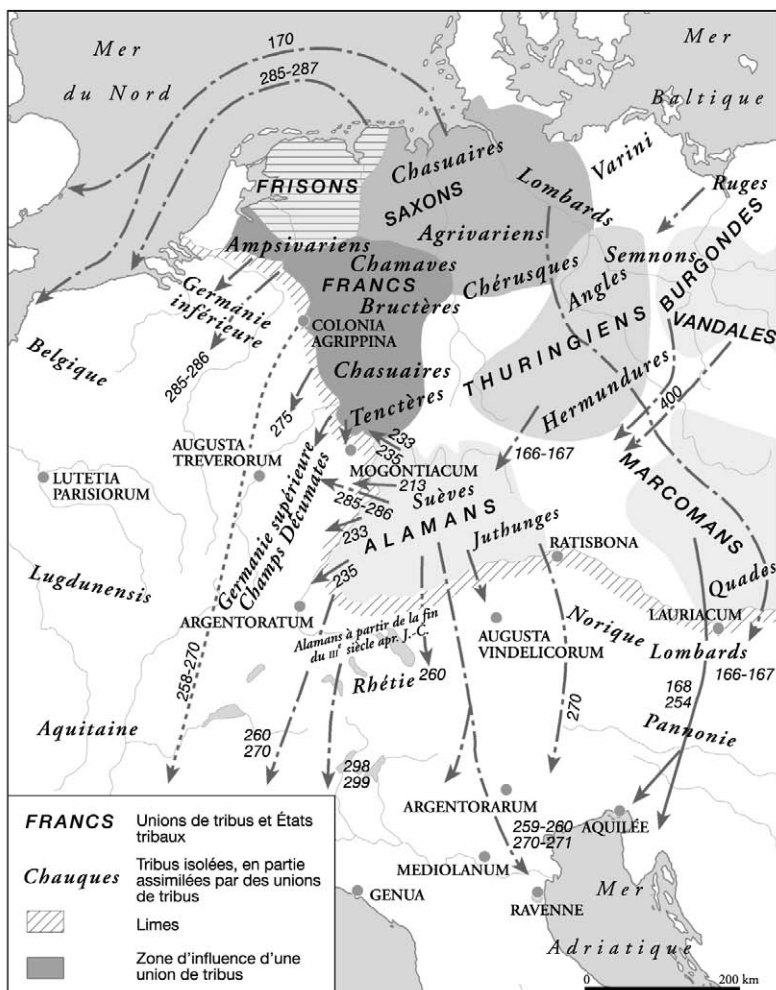 Mer
du Nord
170
285-287
Mer
Baltique
FRISONS
Chasuaires
SAXONS
Agrivariens
Lombards
Varini
Ruges
Ampsivariens
Chamaves
FRANCS
Bructères
Chérusques
Angles
Semnons
BURGONDES
VANDALES
THURINGIENS
Hermundures
Germanie
inférieure
COLONIA
AGRIPPINA
Belgique
285-286
Chasuaires
Tenctères
275
400
AUGUSTA
TREVERORUM
LUTETIA
PARISIORUM
233
235
MOGONTIACUM
213
285-286
166-167
MARCOMANS
Germanie supérieure
Champs Décumates
233
Suèves
ALAMANS
Juthunges
235
RATISBONA
Quades
Lugdunensis
ARGENTORATUM
Alamans à partir de la fin
du IIIe siècle apr. J.-C.
AUGUSTA
VINDELICORUM
Norique
LAURIACUM
Lombards
166-167
258-270
Rhétie
260
168
254
270
Pannonie
Aquitaine
260
270
298
299
ARGENTORARUM
259-260
270-271
AQUILÉE
MEDIOLANUM
GENUA
RAVENNE
Mer
Adriatique
0 200 km
FRANCS Unions de tribus et États
tribaux
Chauques Tribus isolées, en partie
assimilées par des unions
de tribus
Limes
Zone d'influence d'une
union de tribus